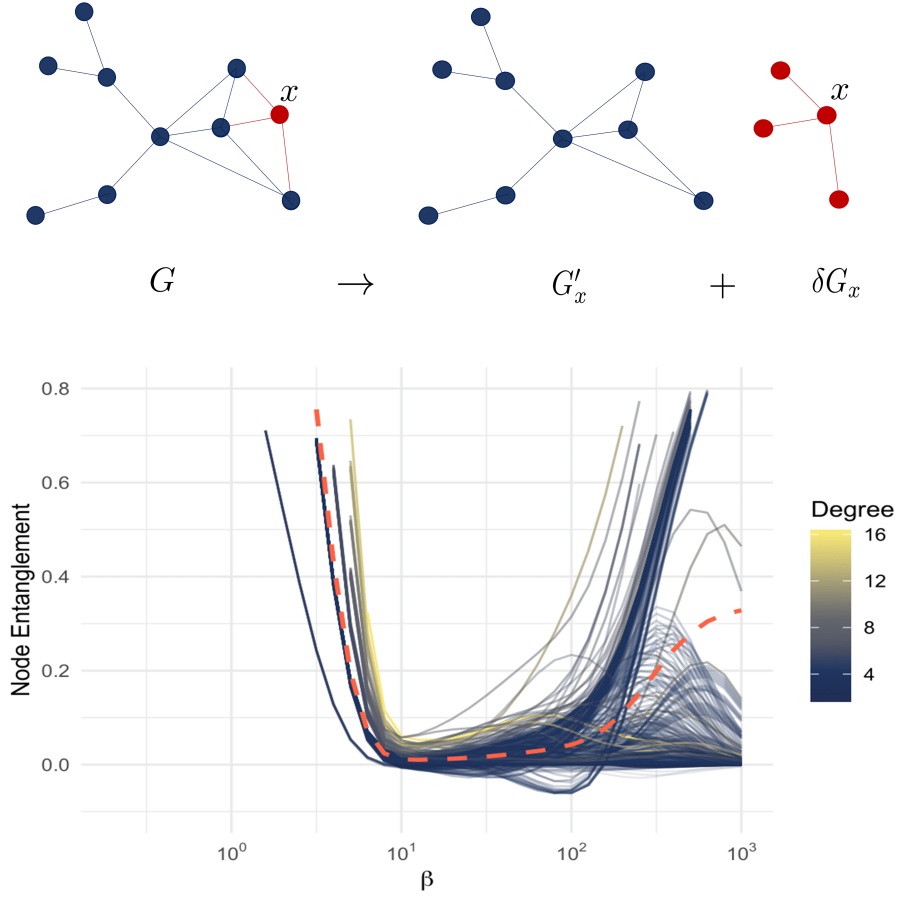 x
x
G → G′ₓ + δGₓ
0.8
0.6
0.4
0.2
0.0
Node Entanglement
10⁰
10¹
10²
10³
β
Degree
16
12
8
4